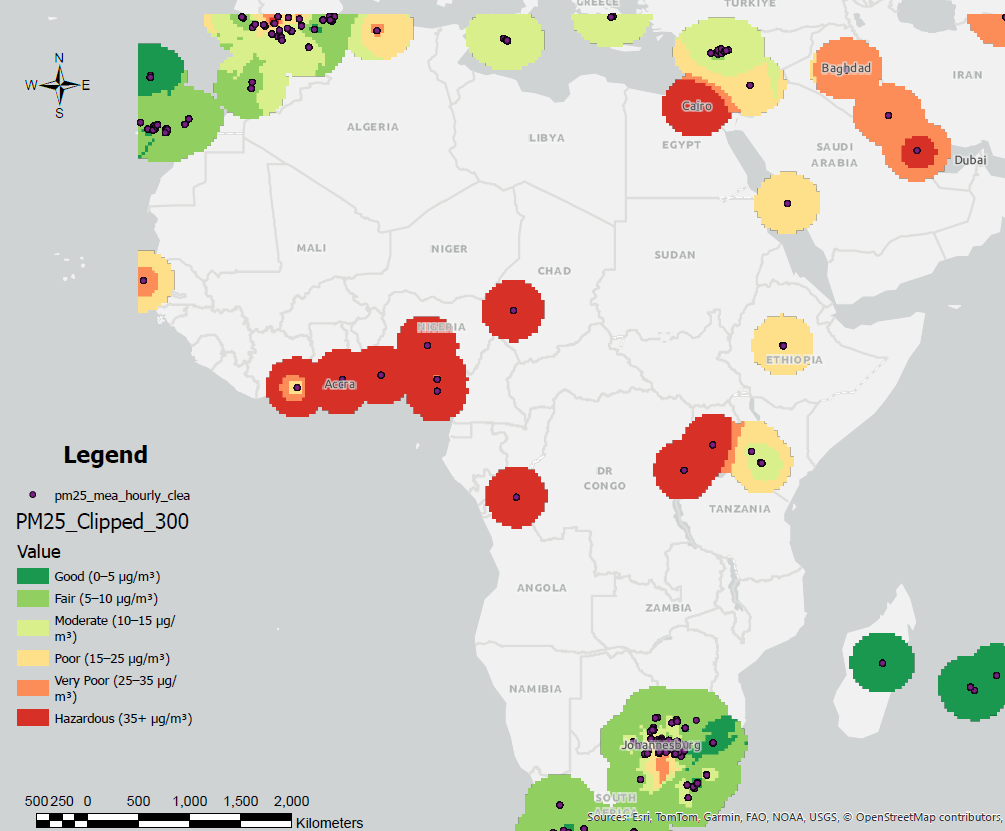 GREECE
TÜRKIYE
N
W E
S
Baghdad
IRAN
Cairo
ALGERIA
LIBYA
EGYPT
SAUDI
ARABIA
Dubai
MALI
NIGER
CHAD
SUDAN
NIGERIA
ETHIOPIA
Accra
DR
CONGO
TANZANIA
ANGOLA
ZAMBIA
NAMIBIA
Johannesburg
SOUTH
AFRICA
Legend
pm25_mea_hourly_clea
PM25_Clipped_300
Value
Good (0–5 µg/m³)
Fair (5–10 µg/m³)
Moderate (10–15 µg/
m³)
Poor (15–25 µg/m³)
Very Poor (25–35 µg/
m³)
Hazardous (35+ µg/m³)
500 250 0 500 1,000 1,500 2,000
Kilometers
Sources: Esri, TomTom, Garmin, FAO, NOAA, USGS, © OpenStreetMap contributors,